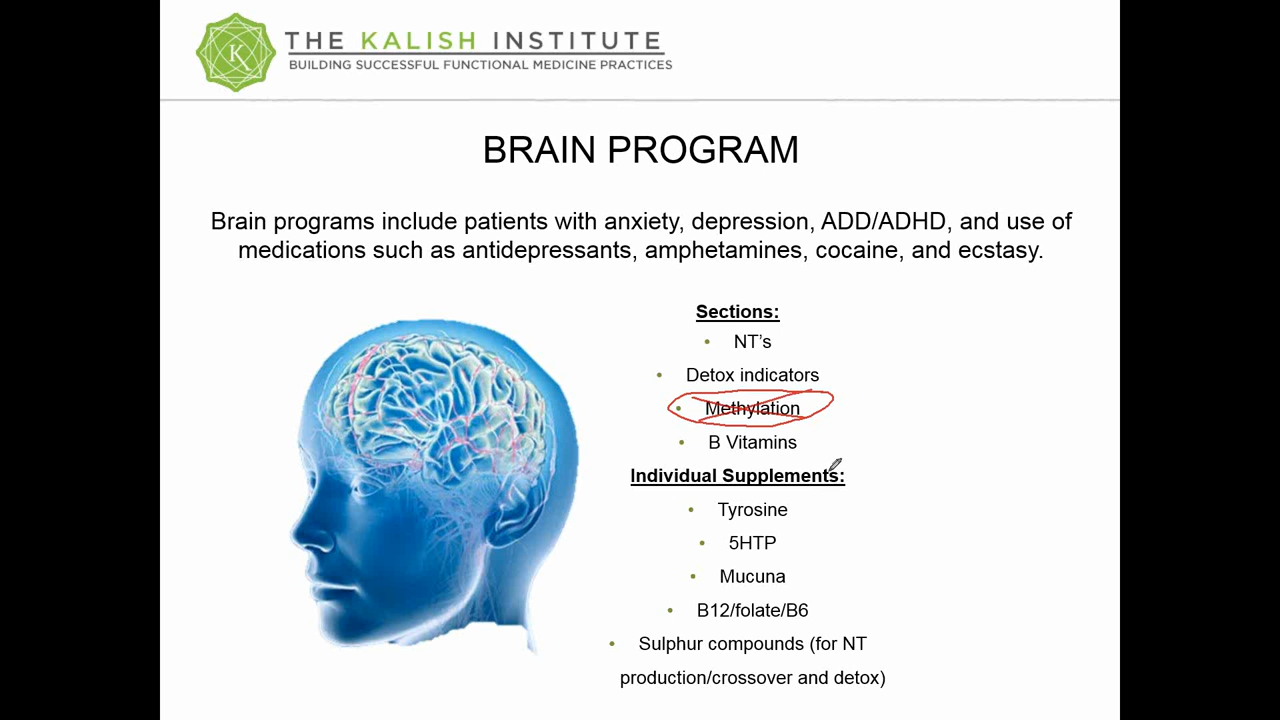 K
THE KALISH INSTITUTE
BUILDING SUCCESSFUL FUNCTIONAL MEDICINE PRACTICES
BRAIN PROGRAM
Brain programs include patients with anxiety, depression, ADD/ADHD, and use of
medications such as antidepressants, amphetamines, cocaine, and ecstasy.
Sections:
• NT's
• Detox indicators
• Methylation
• B Vitamins
Individual Supplements:
• Tyrosine
• 5HTP
• Mucuna
• B12/folate/B6
• Sulphur compounds (for NT
production/crossover and detox)